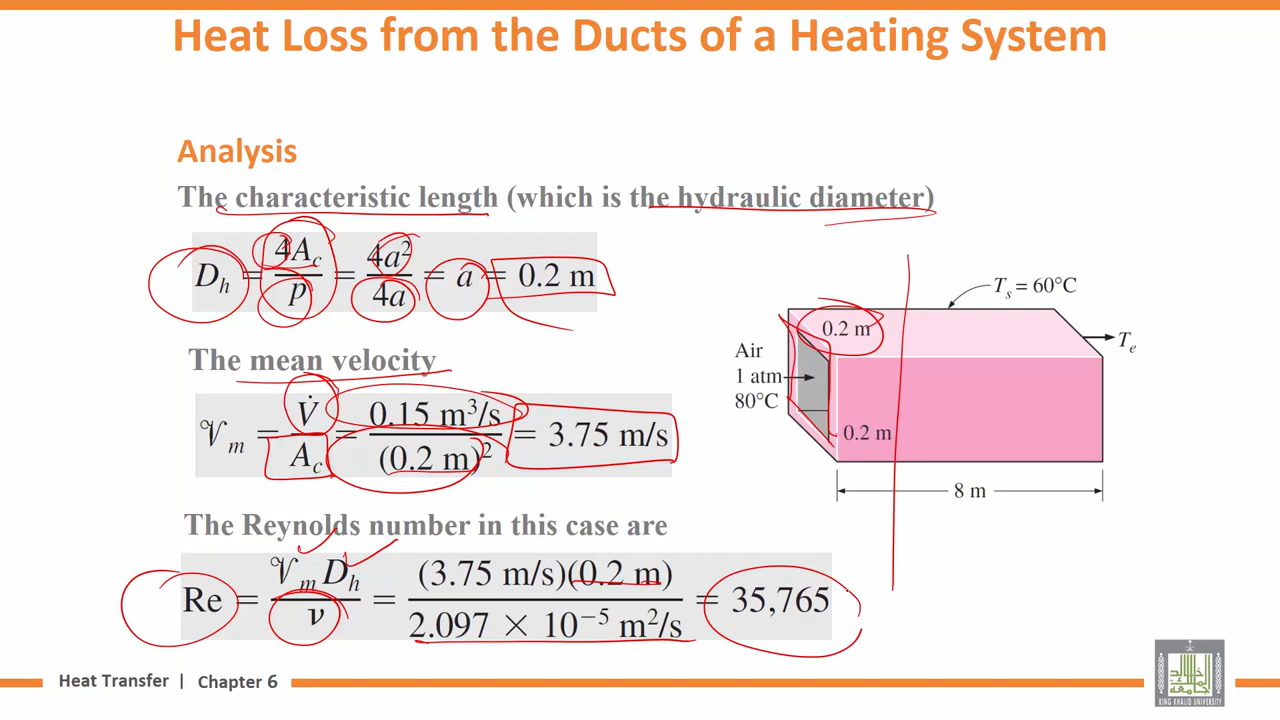 Heat Loss from the Ducts of a Heating System
Analysis
The characteristic length (which is the hydraulic diameter)
D_h = 4A_c / p = 4a² / 4a = a = 0.2 m
The mean velocity
𝒱_m = V̇ / A_c = 0.15 m³/s / (0.2 m)² = 3.75 m/s
The Reynolds number in this case are
Re = 𝒱_m D_h / ν = (3.75 m/s)(0.2 m) / 2.097 × 10⁻⁵ m²/s = 35,765
T_s = 60°C
0.2 m
T_e
Air
1 atm
80°C
0.2 m
8 m
Heat Transfer | Chapter 6
KING KHALID UNIVERSITY